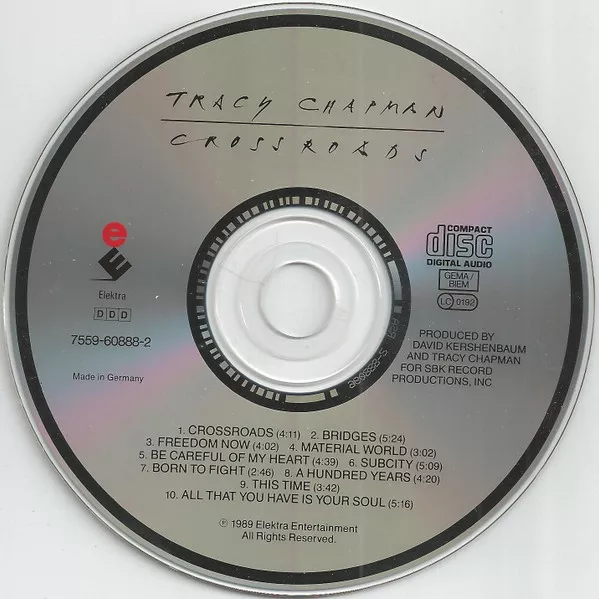 TRACY CHAPMAN
CROSSROADS
COMPACT
disc
DIGITAL AUDIO
GEMA/
BIEM
LC 0192
Elektra
DDD
7559-60888-2
Made in Germany
PRODUCED BY
DAVID KERSHENBAUM
AND TRACY CHAPMAN
FOR SBK RECORD
PRODUCTIONS, INC
1. CROSSROADS (4:11) 2. BRIDGES (5:24)
3. FREEDOM NOW (4:02) 4. MATERIAL WORLD (3:02)
5. BE CAREFUL OF MY HEART (4:39) 6. SUBCITY (5:09)
7. BORN TO FIGHT (2:46) 8. A HUNDRED YEARS (4:20)
9. THIS TIME (3:42)
10. ALL THAT YOU HAVE IS YOUR SOUL (5:16)
℗ 1989 Elektra Entertainment
All Rights Reserved.